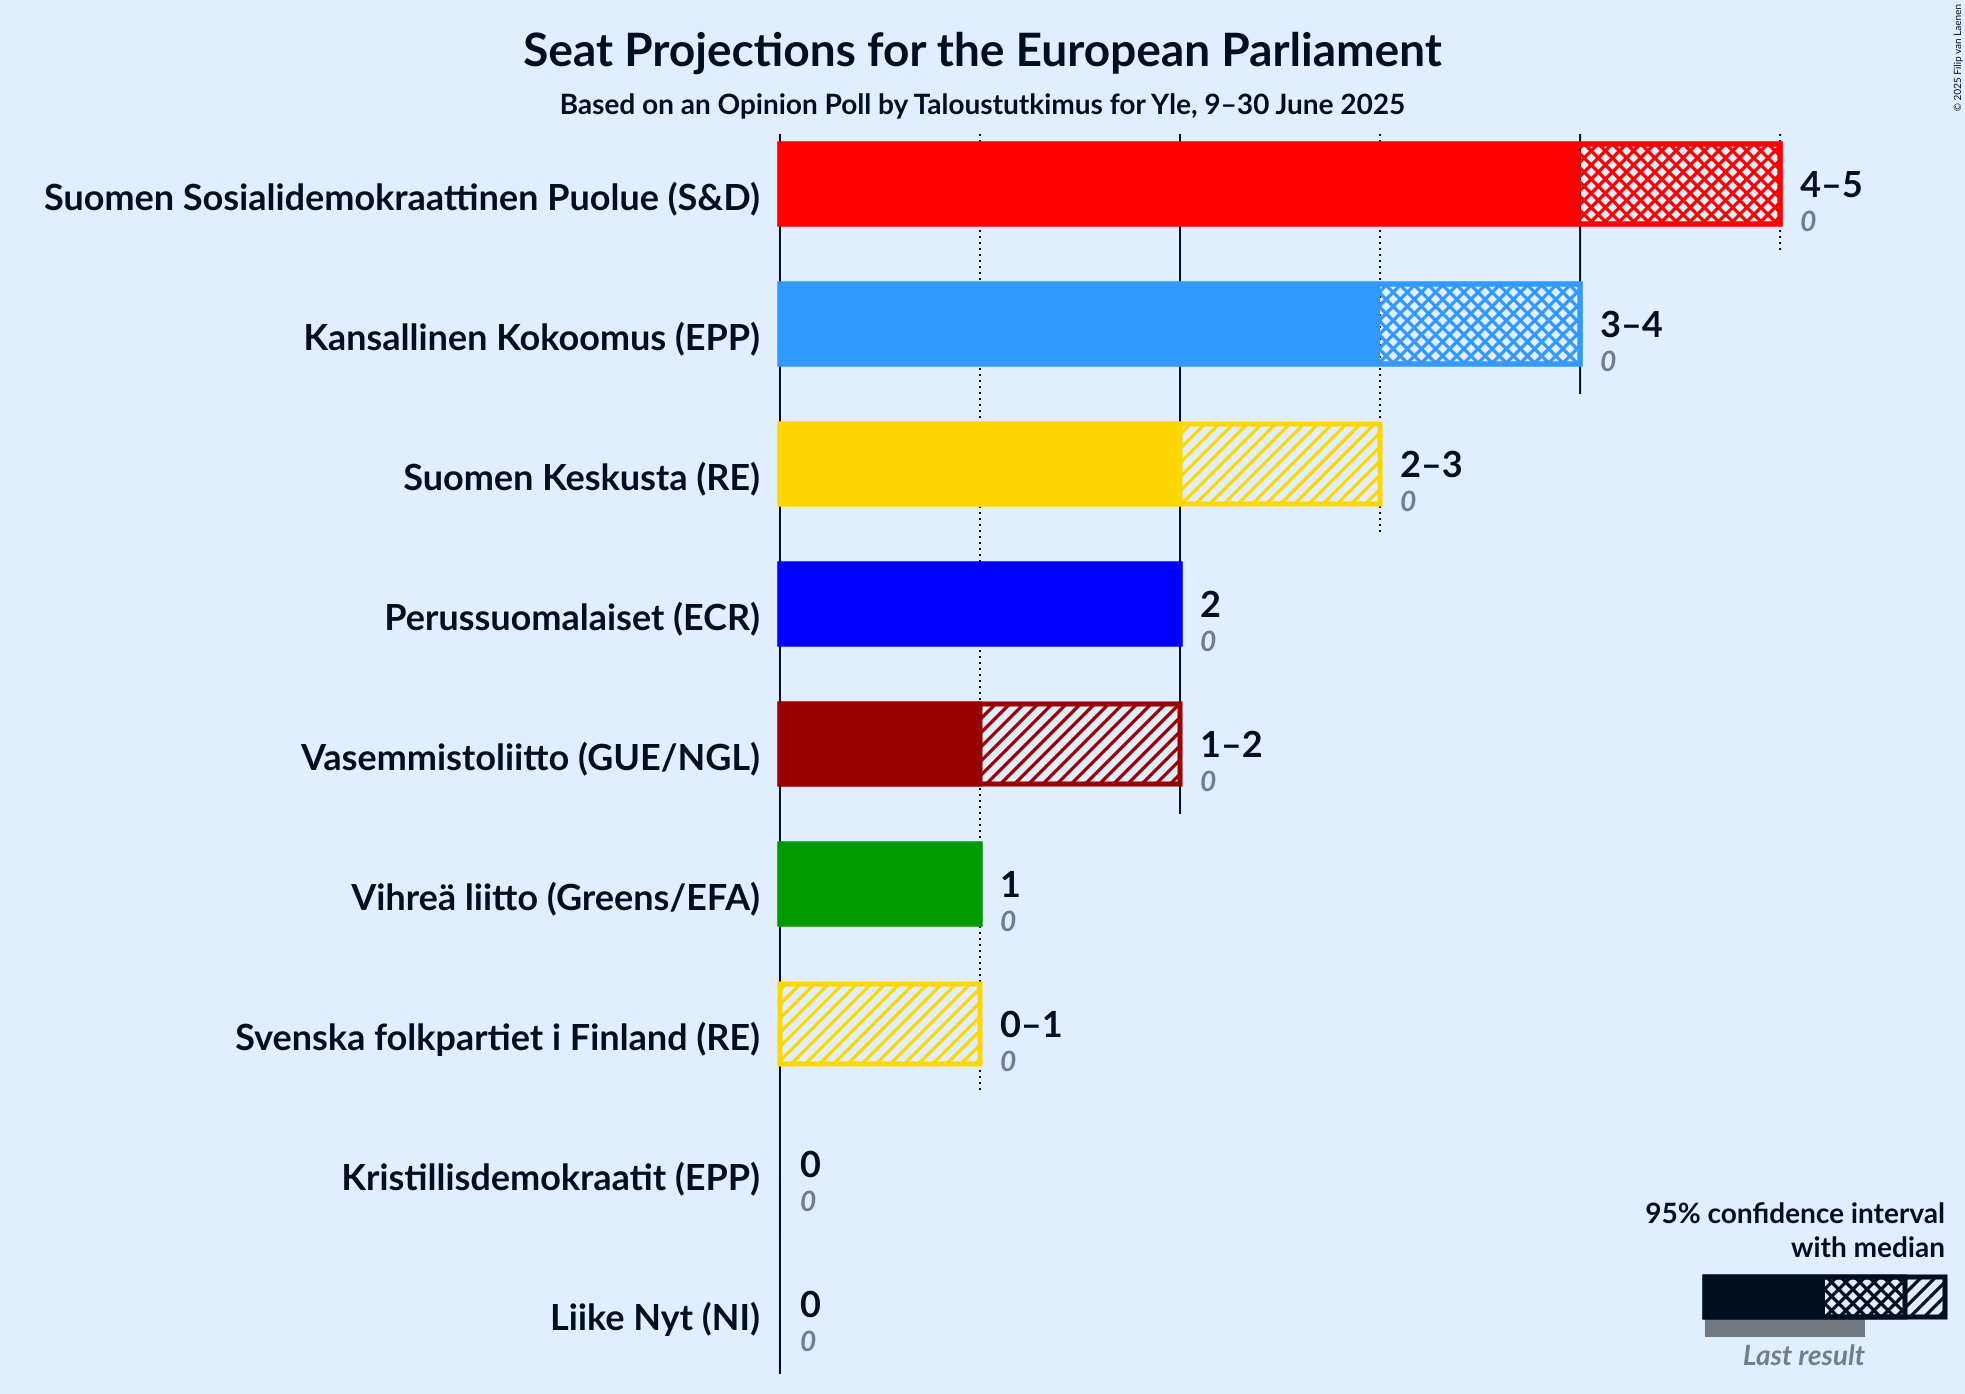 Seat Projections for the European Parliament
Based on an Opinion Poll by Taloustutkimus for Yle, 9–30 June 2025
© 2025 Filip van Laenen
Suomen Sosialidemokraattinen Puolue (S&D)
4–5
0
Kansallinen Kokoomus (EPP)
3–4
0
Suomen Keskusta (RE)
2–3
0
Perussuomalaiset (ECR)
2
0
Vasemmistoliitto (GUE/NGL)
1–2
0
Vihreä liitto (Greens/EFA)
1
0
Svenska folkpartiet i Finland (RE)
0–1
0
Kristillisdemokraatit (EPP)
0
0
Liike Nyt (NI)
0
0
95% confidence interval
with median
Last result